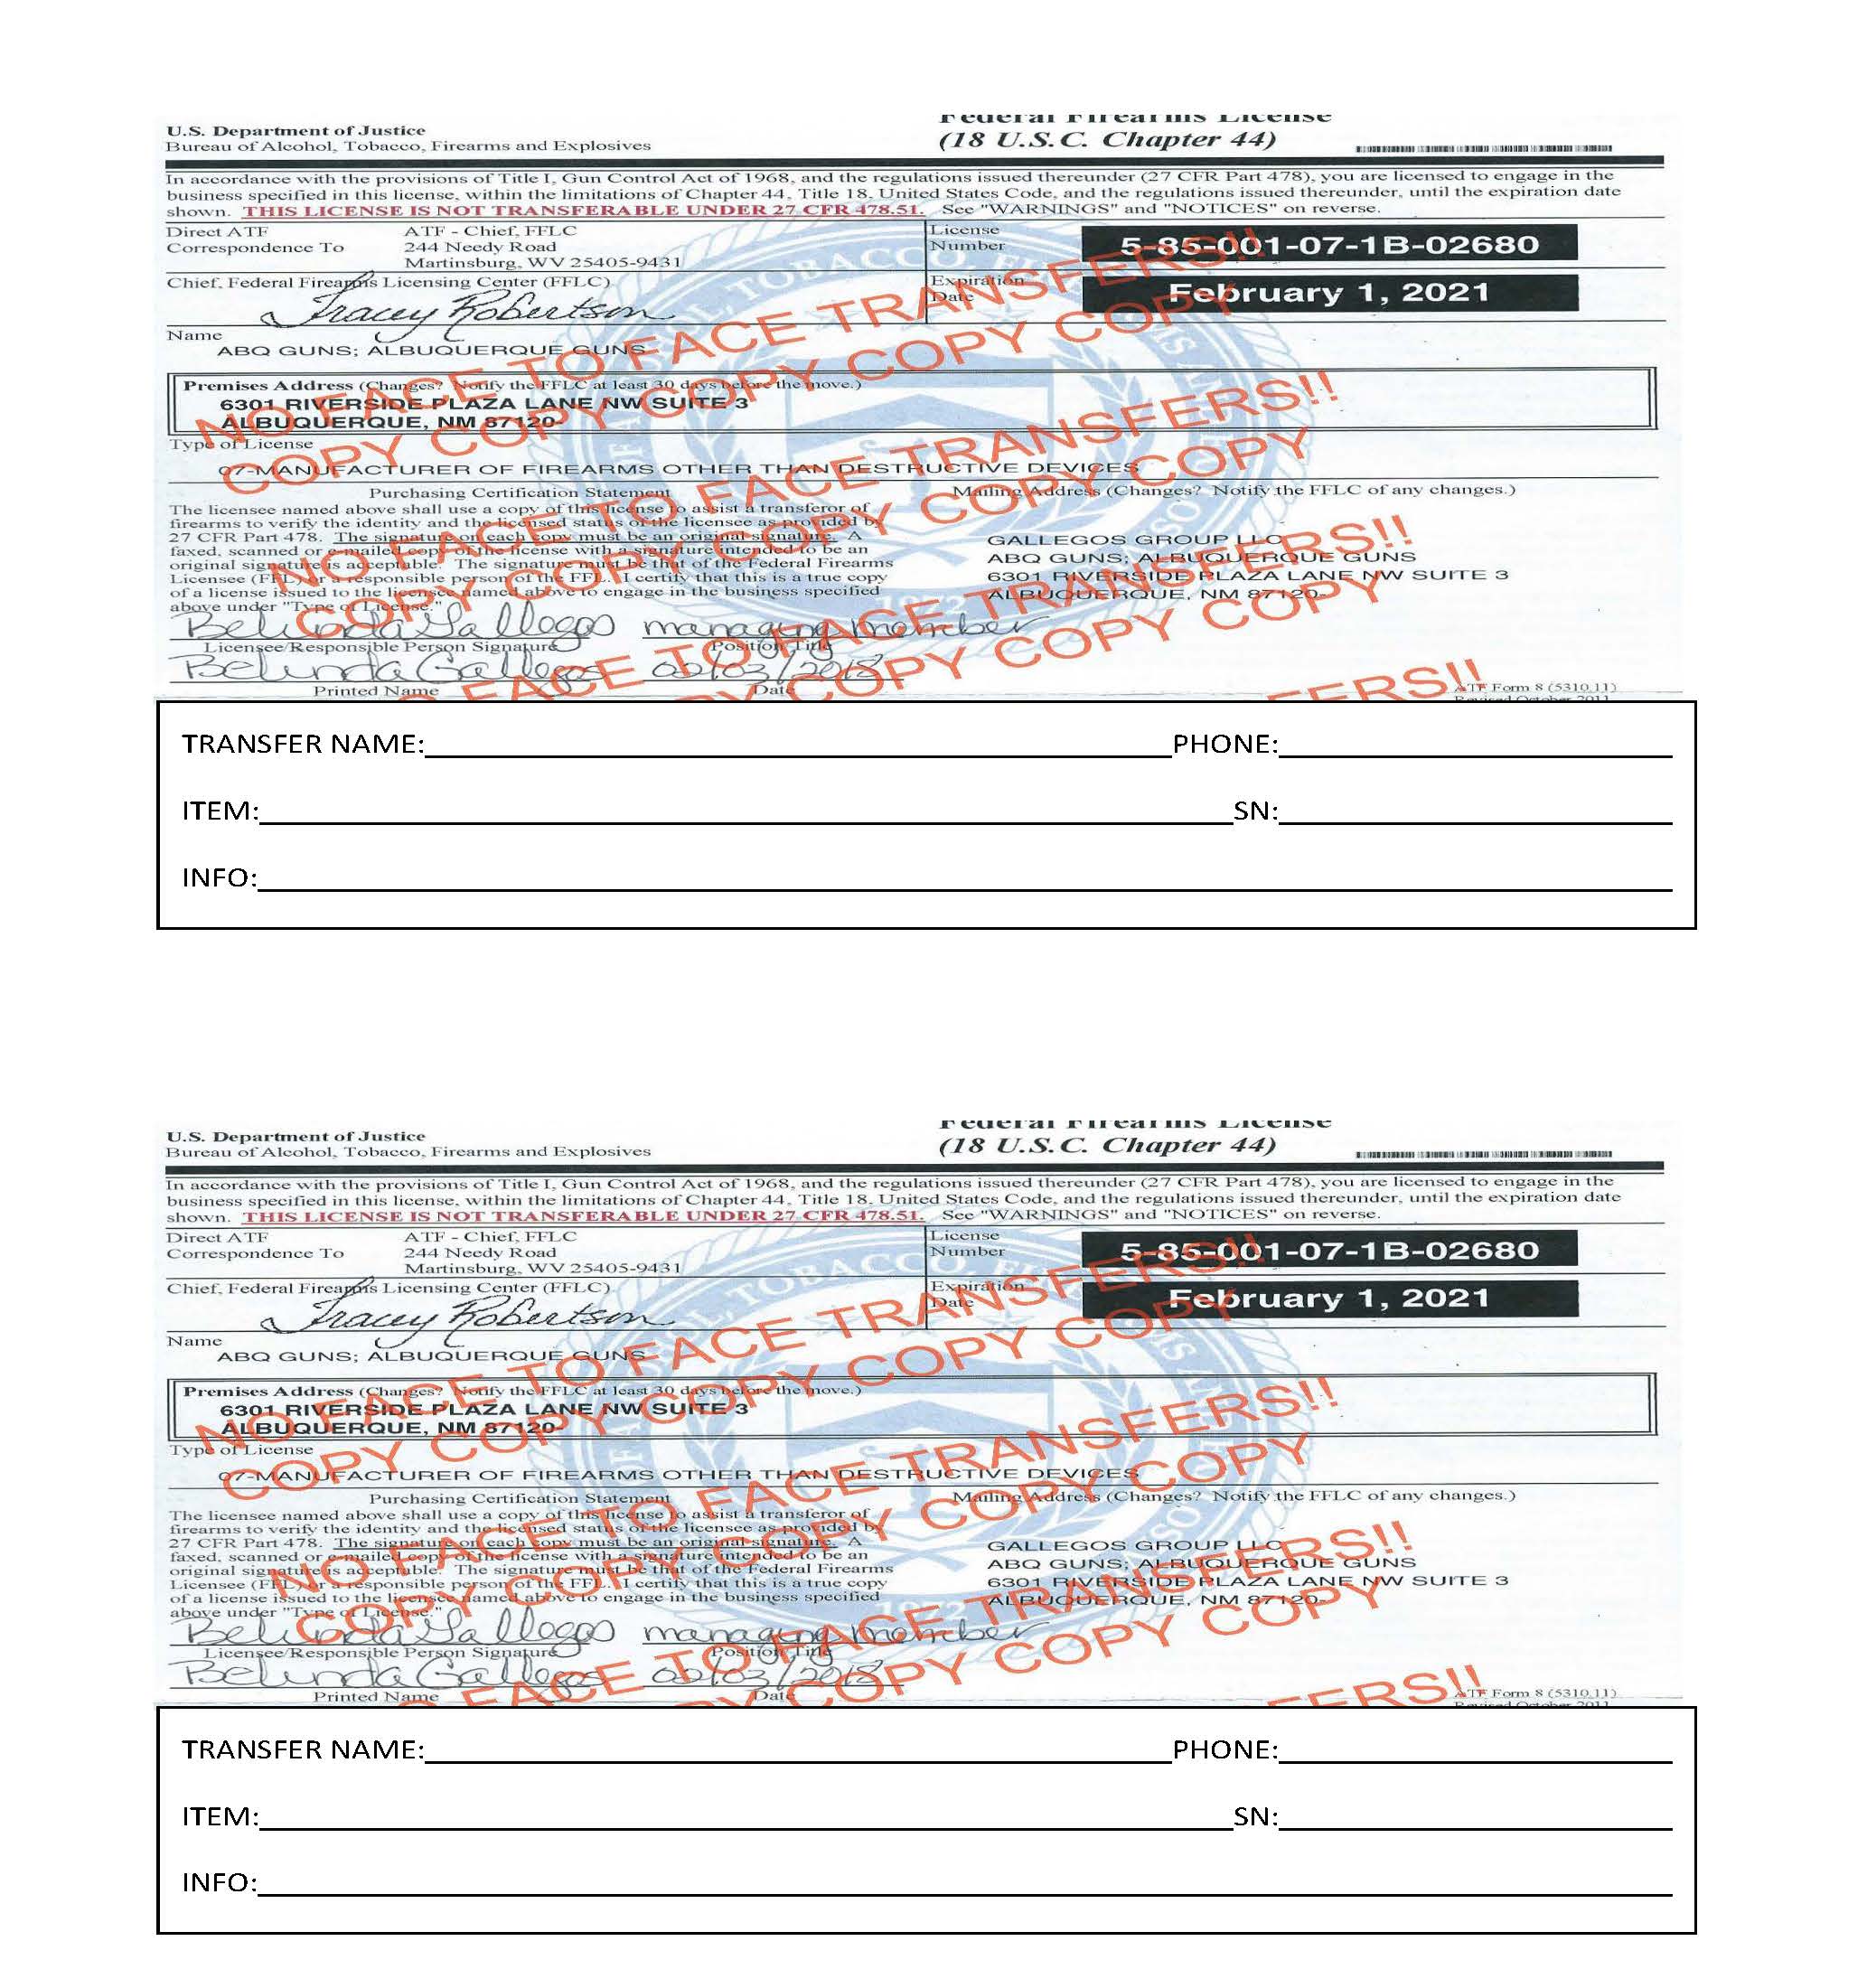 Federal Firearms License
U.S. Department of Justice
Bureau of Alcohol, Tobacco, Firearms and Explosives
(18 U.S.C. Chapter 44)
In accordance with the provisions of Title I, Gun Control Act of 1968, and the regulations issued thereunder (27 CFR Part 478), you are licensed to engage in the
business specified in this license, within the limitations of Chapter 44, Title 18, United States Code, and the regulations issued thereunder, until the expiration date
shown. THIS LICENSE IS NOT TRANSFERABLE UNDER 27 CFR 478.51. See "WARNINGS" and "NOTICES" on reverse.
Direct ATF
Correspondence To
ATF - Chief, FFLC
244 Needy Road
Martinsburg, WV 25405-9431
License
Number
5-85-001-07-1B-02680
Chief, Federal Firearms Licensing Center (FFLC)
Tracey Robertson
Expiration
Date
February 1, 2021
Name
ABQ GUNS; ALBUQUERQUE GUNS
Premises Address (Changes? Notify the FFLC at least 30 days before the move.)
6301 RIVERSIDE PLAZA LANE NW SUITE 3
ALBUQUERQUE, NM 87120-
Type of License
07-MANUFACTURER OF FIREARMS OTHER THAN DESTRUCTIVE DEVICES
Purchasing Certification Statement
The licensee named above shall use a copy of this license to assist a transferor of
firearms to verify the identity and the licensed status of the licensee as provided by
27 CFR Part 478. The signature on each copy must be an original signature. A
faxed, scanned or e-mailed copy of the license with a signature intended to be an
original signature is acceptable. The signature must be that of the Federal Firearms
Licensee (FFL) or a responsible person of the FFL. I certify that this is a true copy
of a license issued to the licensee named above to engage in the business specified
above under "Type of License."
Mailing Address (Changes? Notify the FFLC of any changes.)
GALLEGOS GROUP LLC
ABQ GUNS; ALBUQUERQUE GUNS
6301 RIVERSIDE PLAZA LANE NW SUITE 3
ALBUQUERQUE, NM 87120-
Belinda Gallegos managing member
Licensee/Responsible Person Signature Position Title
Belinda Gallegos 02/03/2018
Printed Name Date
ATF Form 8 (5310.11)
Revised October 2011
NO FACE TO FACE TRANSFERS!!
COPY COPY COPY COPY COPY
NO FACE TO FACE TRANSFERS!!
COPY COPY COPY COPY COPY
FACE TO FACE TRANSFERS!!
COPY COPY COPY
FERS!!
TRANSFER NAME: PHONE:
ITEM: SN:
INFO:
Federal Firearms License
U.S. Department of Justice
Bureau of Alcohol, Tobacco, Firearms and Explosives
(18 U.S.C. Chapter 44)
In accordance with the provisions of Title I, Gun Control Act of 1968, and the regulations issued thereunder (27 CFR Part 478), you are licensed to engage in the
business specified in this license, within the limitations of Chapter 44, Title 18, United States Code, and the regulations issued thereunder, until the expiration date
shown. THIS LICENSE IS NOT TRANSFERABLE UNDER 27 CFR 478.51. See "WARNINGS" and "NOTICES" on reverse.
Direct ATF
Correspondence To
ATF - Chief, FFLC
244 Needy Road
Martinsburg, WV 25405-9431
License
Number
5-85-001-07-1B-02680
Chief, Federal Firearms Licensing Center (FFLC)
Tracey Robertson
Expiration
Date
February 1, 2021
Name
ABQ GUNS; ALBUQUERQUE GUNS
Premises Address (Changes? Notify the FFLC at least 30 days before the move.)
6301 RIVERSIDE PLAZA LANE NW SUITE 3
ALBUQUERQUE, NM 87120-
Type of License
07-MANUFACTURER OF FIREARMS OTHER THAN DESTRUCTIVE DEVICES
Purchasing Certification Statement
The licensee named above shall use a copy of this license to assist a transferor of
firearms to verify the identity and the licensed status of the licensee as provided by
27 CFR Part 478. The signature on each copy must be an original signature. A
faxed, scanned or e-mailed copy of the license with a signature intended to be an
original signature is acceptable. The signature must be that of the Federal Firearms
Licensee (FFL) or a responsible person of the FFL. I certify that this is a true copy
of a license issued to the licensee named above to engage in the business specified
above under "Type of License."
Mailing Address (Changes? Notify the FFLC of any changes.)
GALLEGOS GROUP LLC
ABQ GUNS; ALBUQUERQUE GUNS
6301 RIVERSIDE PLAZA LANE NW SUITE 3
ALBUQUERQUE, NM 87120-
Belinda Gallegos managing member
Licensee/Responsible Person Signature Position Title
Belinda Gallegos 02/03/2018
Printed Name Date
ATF Form 8 (5310.11)
Revised October 2011
NO FACE TO FACE TRANSFERS!!
COPY COPY COPY COPY COPY
NO FACE TO FACE TRANSFERS!!
COPY COPY COPY COPY COPY
FACE TO FACE TRANSFERS!!
COPY COPY COPY
FERS!!
TRANSFER NAME: PHONE:
ITEM: SN:
INFO: